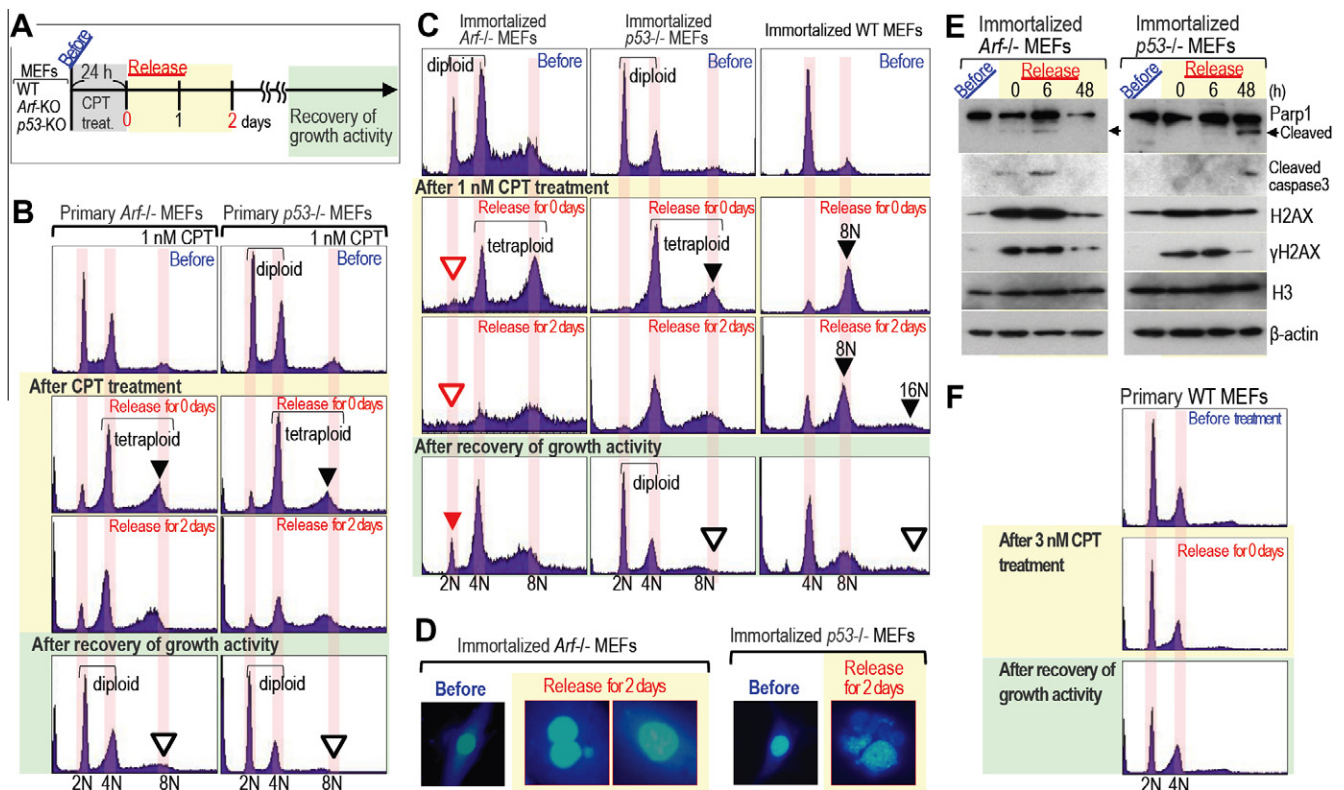 A
Before
MEFs
WT
Arf-KO
p53-KO
24 h
CPT
treat.
Release
0
1
2 days
Recovery of
growth activity
B
Primary Arf-/- MEFs
Primary p53-/- MEFs
1 nM CPT
1 nM CPT
Before
diploid
Before
After CPT treatment
Release for 0 days
tetraploid
Release for 0 days
tetraploid
Release for 2 days
Release for 2 days
After recovery of growth activity
diploid
diploid
2N 4N 8N
2N 4N 8N
C
Immortalized
Arf-/- MEFs
Immortalized
p53-/- MEFs
Immortalized WT MEFs
diploid
Before
diploid
Before
Before
After 1 nM CPT treatment
Release for 0 days
tetraploid
Release for 0 days
tetraploid
Release for 0 days
8N
Release for 2 days
Release for 2 days
Release for 2 days
8N
16N
After recovery of growth activity
diploid
2N 4N 8N
2N 4N 8N
4N 8N
D
Immortalized Arf-/- MEFs
Immortalized p53-/- MEFs
Before
Release for 2 days
Before
Release
for 2 days
E
Immortalized
Arf-/- MEFs
Immortalized
p53-/- MEFs
Before
Release
0 6 48
Before
Release
0 6 48 (h)
Parp1
Cleaved
Cleaved
caspase3
H2AX
γH2AX
H3
β-actin
F
Primary WT MEFs
Before treatment
After 3 nM CPT
treatment
Release for 0 days
After recovery of
growth activity
2N 4N